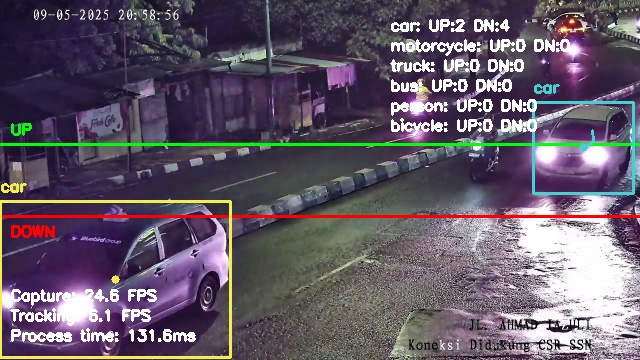 09-05-2025 20:58:56
car: UP:2 DN:4
motorcycle: UP:0 DN:0
truck: UP:0 DN:0
bus: UP:0 DN:0
person: UP:0 DN:0
bicycle: UP:0 DN:0
car
UP
car
DOWN
Bluebird Group
Capture: 24.6 FPS
Tracking: 6.1 FPS
Process time: 131.6ms
JL. AHMAD
Koneksi Didukung CSR SSN